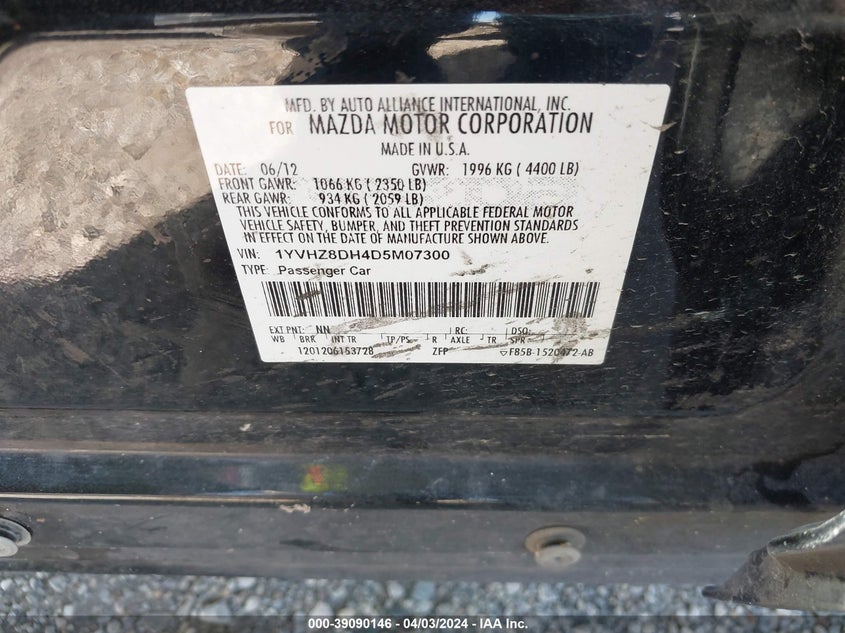 MFD. BY AUTO ALLIANCE INTERNATIONAL, INC.
FOR MAZDA MOTOR CORPORATION
MADE IN U.S.A.
DATE: 06/12 GVWR: 1996 KG ( 4400 LB)
FRONT GAWR: 1066 KG ( 2350 LB)
REAR GAWR: 934 KG ( 2059 LB)
THIS VEHICLE CONFORMS TO ALL APPLICABLE FEDERAL MOTOR
VEHICLE SAFETY, BUMPER, AND THEFT PREVENTION STANDARDS
IN EFFECT ON THE DATE OF MANUFACTURE SHOWN ABOVE.
VIN: 1YVHZ8DH4D5M07300
TYPE: Passenger Car
EXT PNT: NN RC: DSO:
WB BRK INT TR TP/PS R AXLE TR SPR
1201206153728 ZFP F85B-1520472-AB
000-39090146 - 04/03/2024 - IAA Inc.